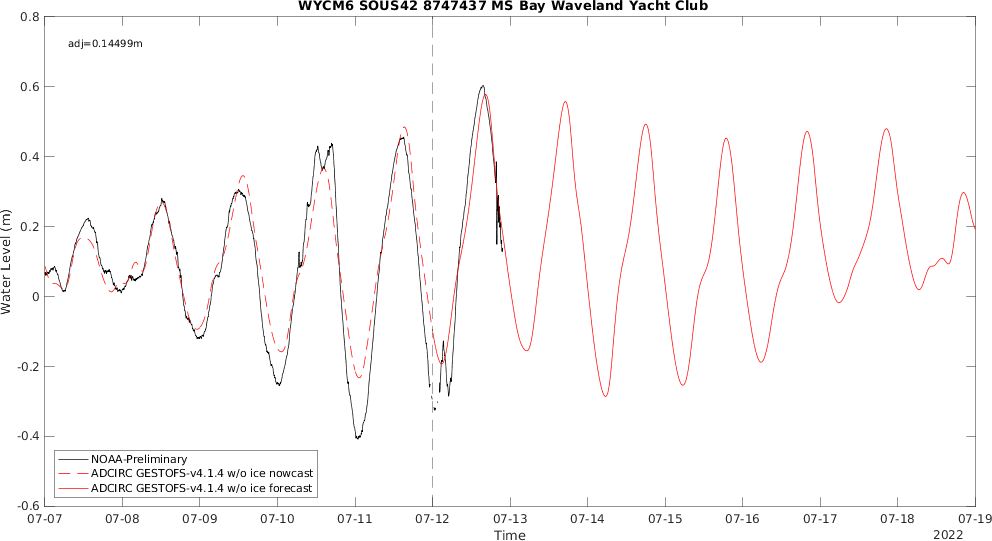 WYCM6 SOUS42 8747437 MS Bay Waveland Yacht Club
adj=0.14499m
0.8
0.6
0.4
0.2
0
-0.2
-0.4
-0.6
Water Level (m)
NOAA-Preliminary
ADCIRC GESTOFS-v4.1.4 w/o ice nowcast
ADCIRC GESTOFS-v4.1.4 w/o ice forecast
07-07 07-08 07-09 07-10 07-11 07-12 07-13 07-14 07-15 07-16 07-17 07-18 07-19
Time
2022